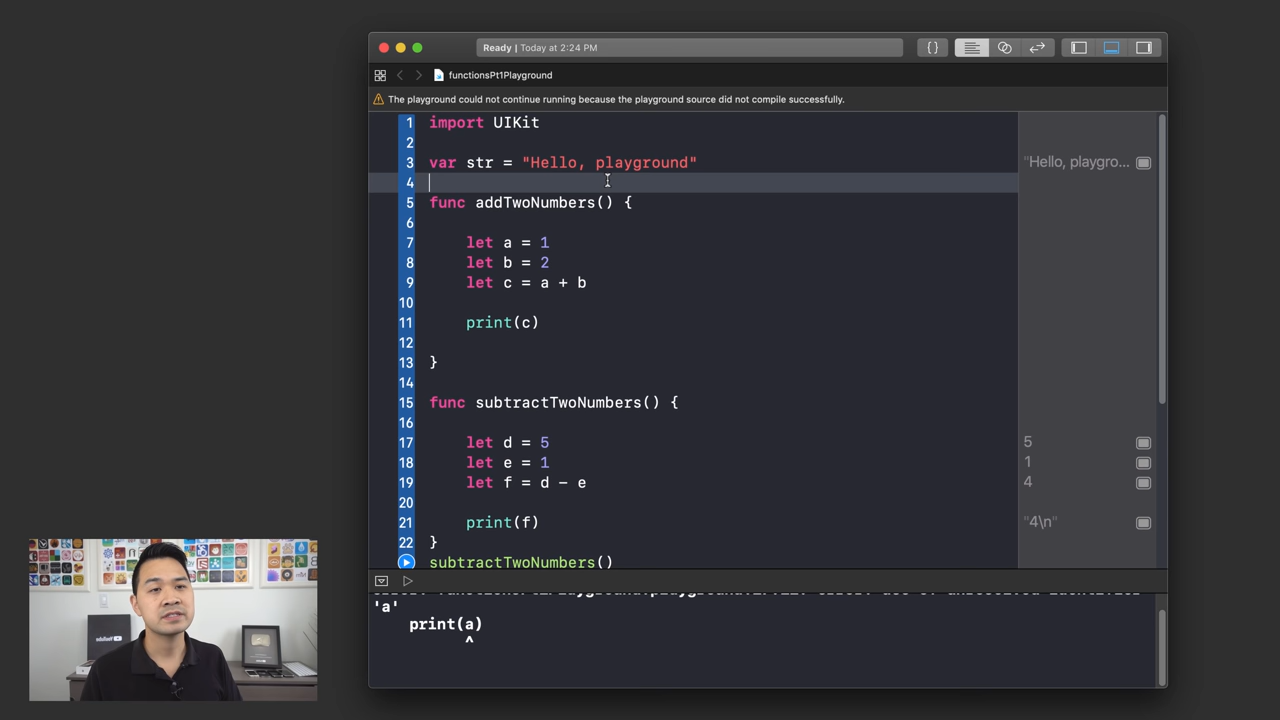 Ready | Today at 2:24 PM
functionsPt1Playground
The playground could not continue running because the playground source did not compile successfully.
1 import UIKit
2
3 var str = "Hello, playground" "Hello, playgro...
4
5 func addTwoNumbers() {
6
7 let a = 1
8 let b = 2
9 let c = a + b
10
11 print(c)
12
13 }
14
15 func subtractTwoNumbers() {
16
17 let d = 5 5
18 let e = 1 1
19 let f = d - e 4
20
21 print(f) "4\n"
22 }
subtractTwoNumbers()
'a'
print(a)
^